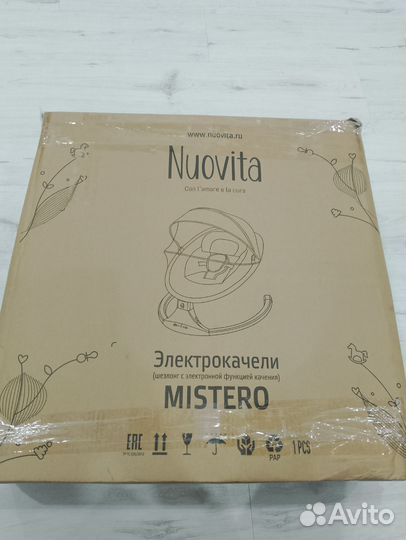 www.nuovita.ru
Nuovita
Con l'amore e la cura
Электрокачели
(шезлонг с электронной функцией качения)
MISTERO
EAC
PAP
1 PCS
Avito